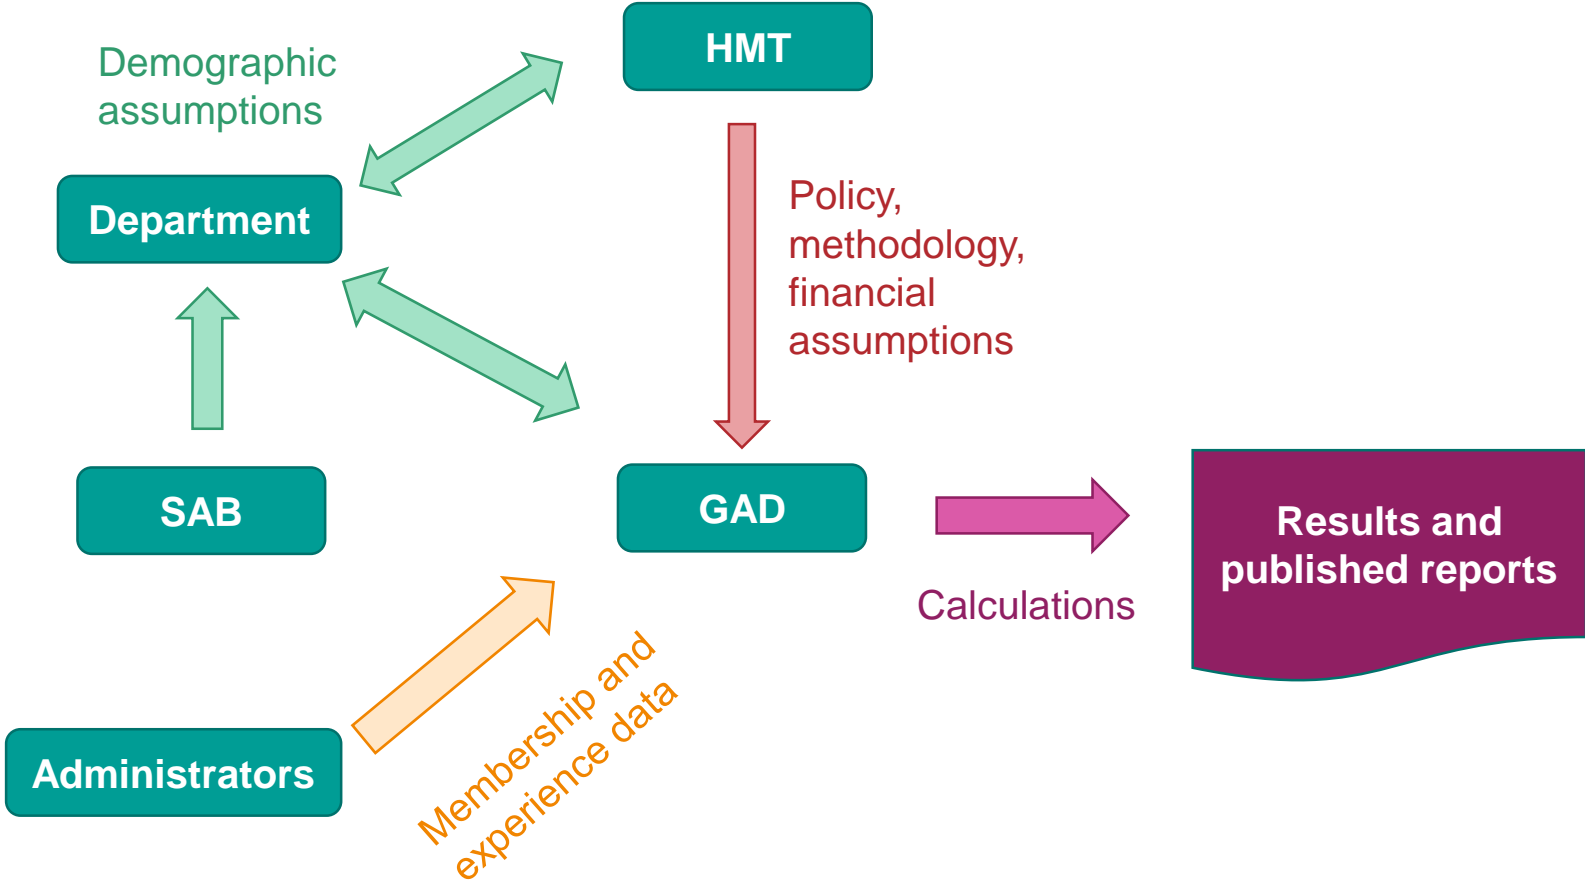 HMT
Demographic
assumptions
Department
Policy,
methodology,
financial
assumptions
SAB
GAD
Results and
published reports
Calculations
Membership and
experience data
Administrators